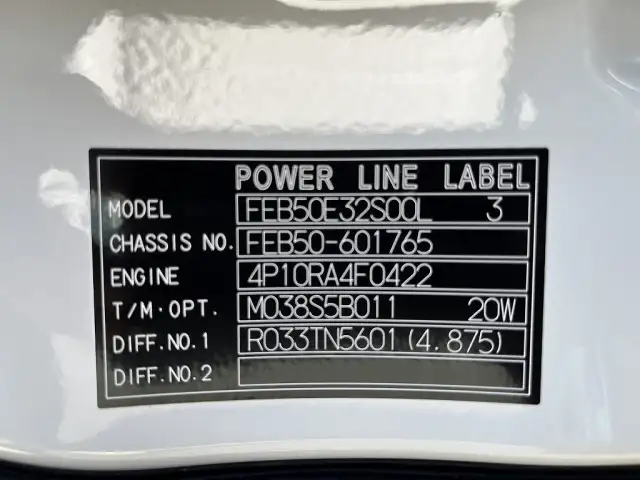 POWER LINE LABEL
MODEL FEB50E32S00L 3
CHASSIS NO. FEB50-601765
ENGINE 4P10RA4F0422
T/M·OPT. M038S5B011 20W
DIFF.NO.1 R033TN5601(4.875)
DIFF.NO.2